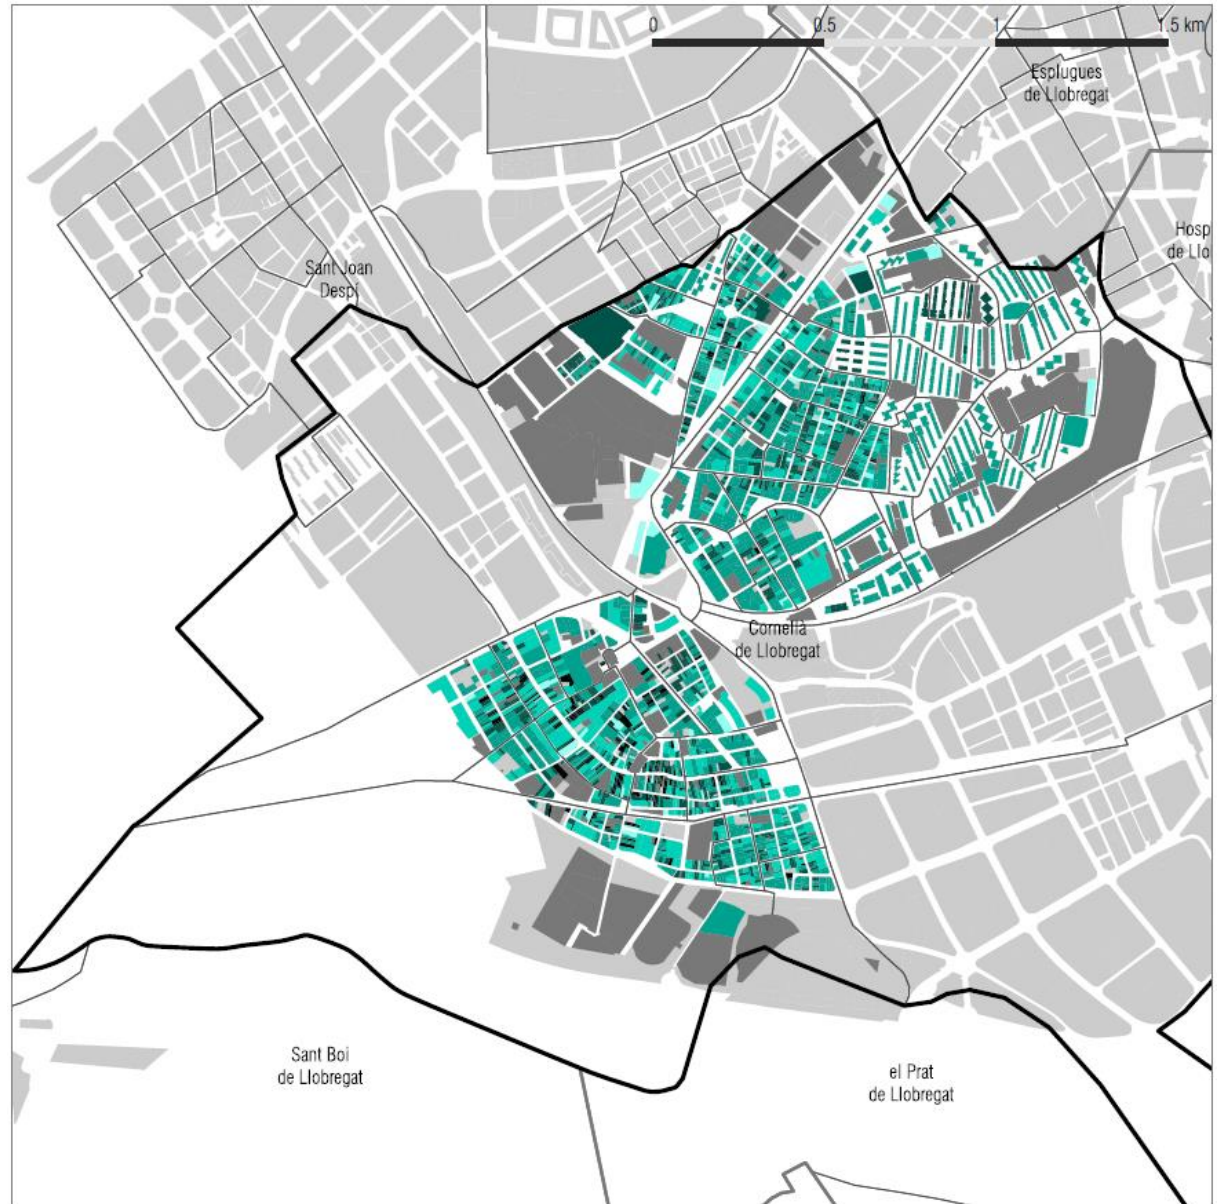 0 0.5 1 1.5 km
Esplugues
de Llobregat
Hosp
de Llo
Sant Joan
Despí
Cornellà
de Llobregat
Sant Boi
de Llobregat
el Prat
de Llobregat